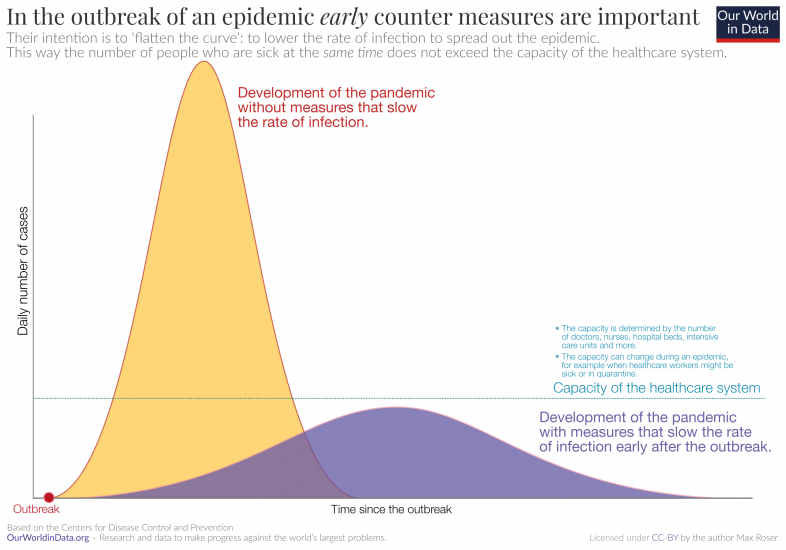 In the outbreak of an epidemic early counter measures are important
Our World
in Data
Their intention is to ‘flatten the curve’: to lower the rate of infection to spread out the epidemic.
This way the number of people who are sick at the same time does not exceed the capacity of the healthcare system.
Development of the pandemic
without measures that slow
the rate of infection.
Daily number of cases
• The capacity is determined by the number
of doctors, nurses, hospital beds, intensive
care units and more.
• The capacity can change during an epidemic,
for example when healthcare workers might be
sick or in quarantine.
Capacity of the healthcare system
Development of the pandemic
with measures that slow the rate
of infection early after the outbreak.
Outbreak
Time since the outbreak
Based on the Centers for Disease Control and Prevention
OurWorldinData.org – Research and data to make progress against the world’s largest problems.
Licensed under CC-BY by the author Max Roser